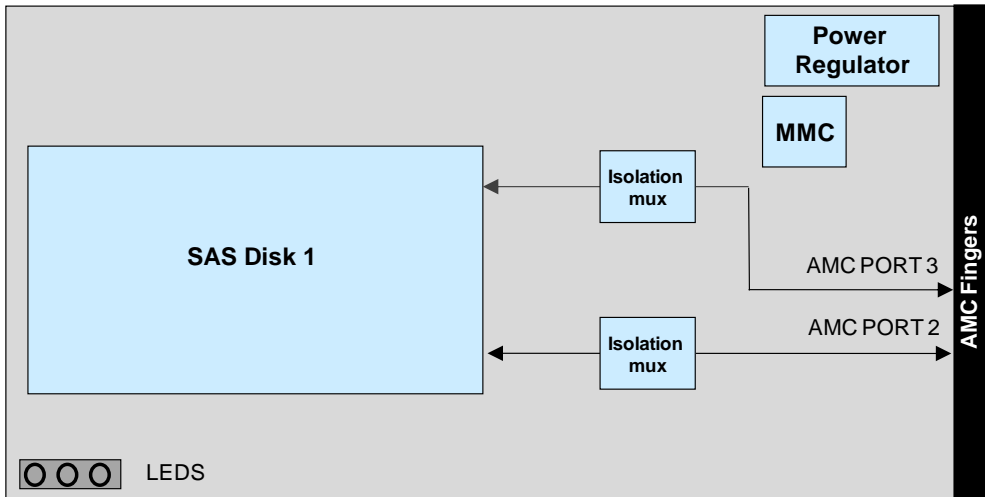 Power
Regulator
MMC
Isolation
mux
SAS Disk 1
AMC PORT 3
AMC PORT 2
Isolation
mux
AMC Fingers
LEDS